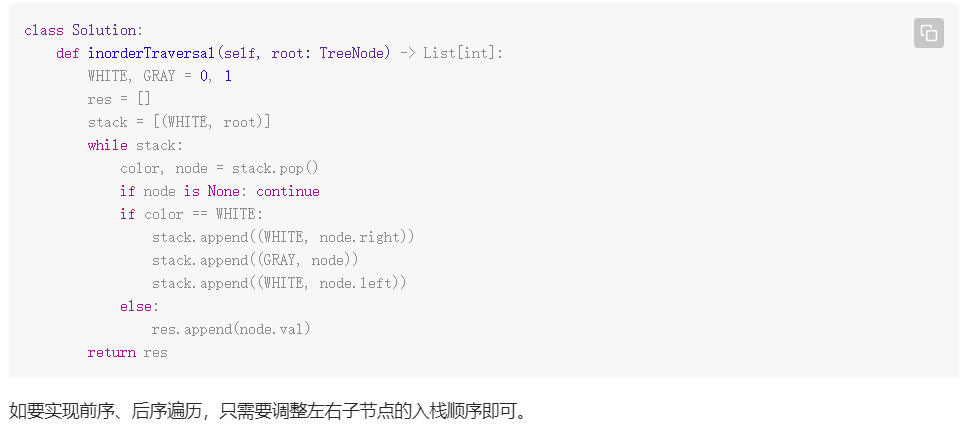 class Solution:
    def inorderTraversal(self, root: TreeNode) -> List[int]:
        WHITE, GRAY = 0, 1
        res = []
        stack = [(WHITE, root)]
        while stack:
            color, node = stack.pop()
            if node is None: continue
            if color == WHITE:
                stack.append((WHITE, node.right))
                stack.append((GRAY, node))
                stack.append((WHITE, node.left))
            else:
                res.append(node.val)
        return res
如要实现前序、后序遍历，只需要调整左右子节点的入栈顺序即可。